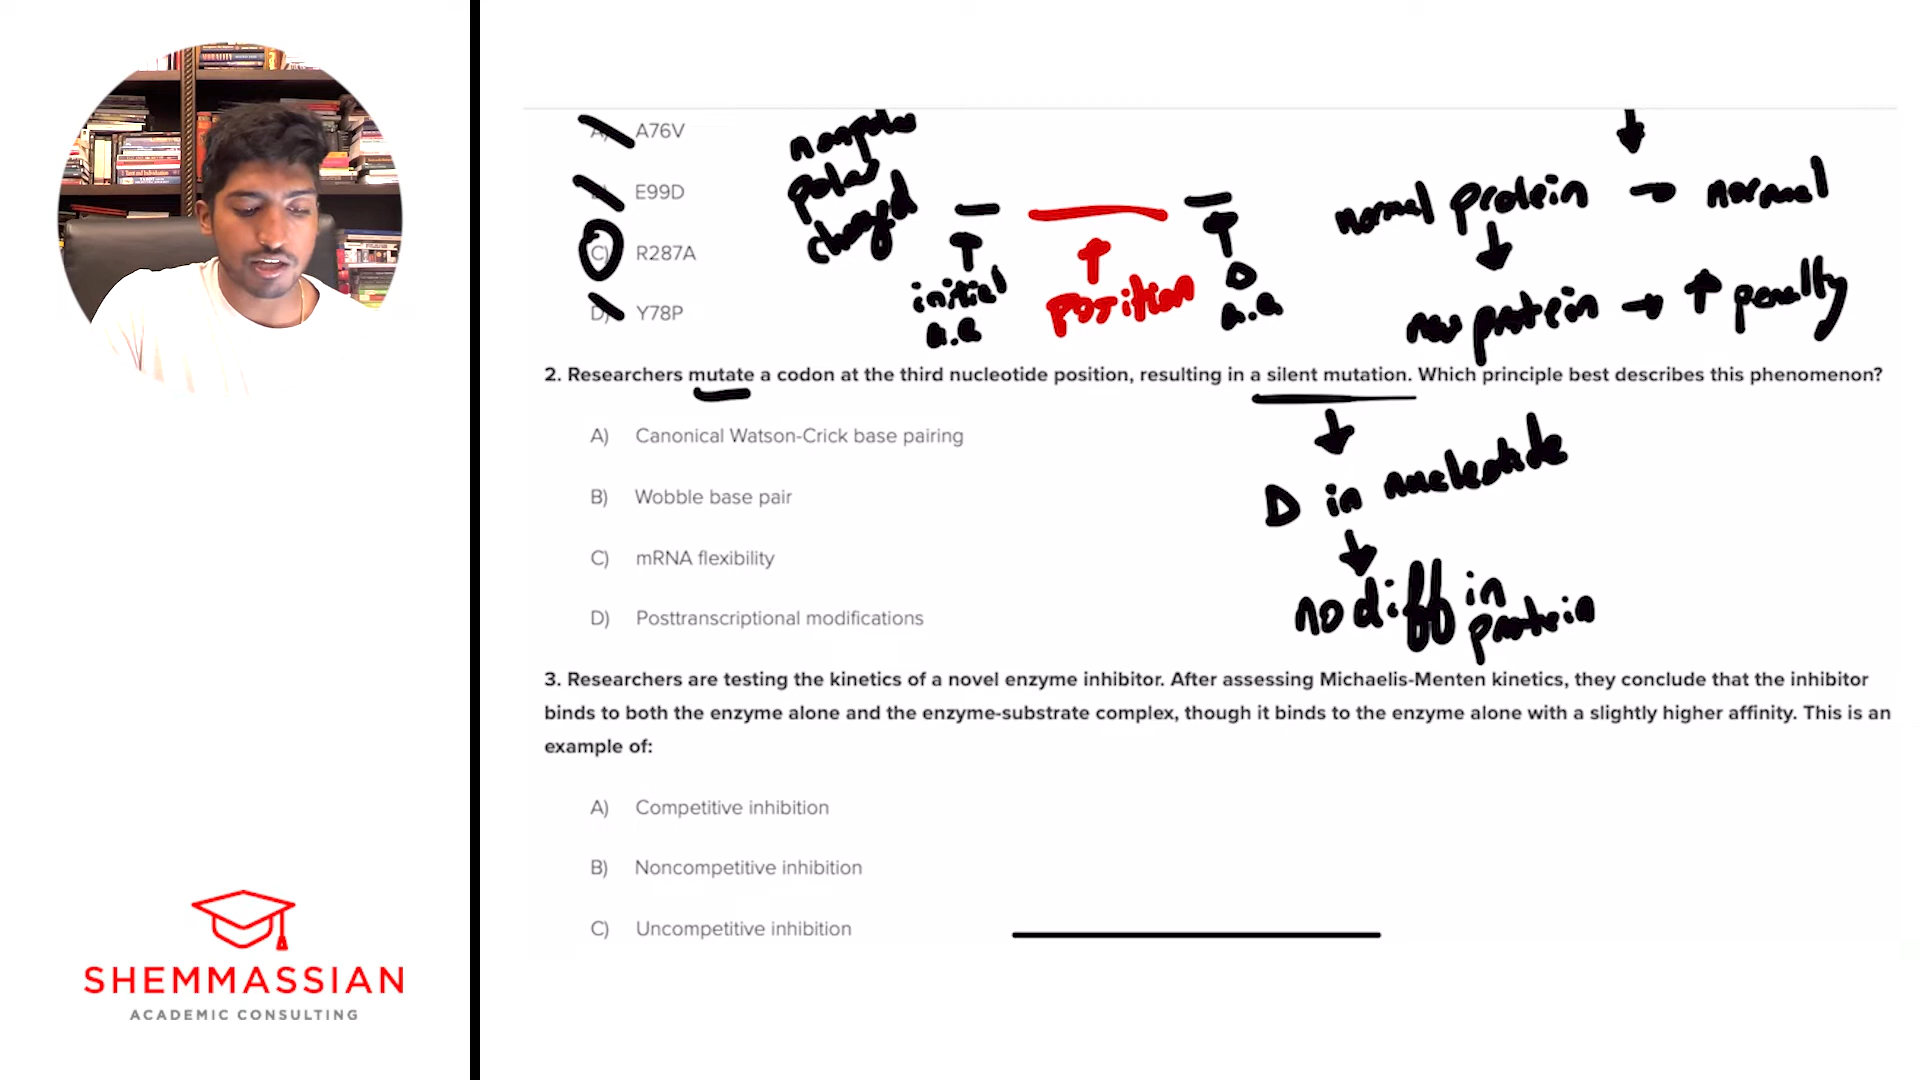 A) A76V
E99D
C) R287A
D) Y78P
nonpolar
polar
charged
initial
a.a
position
D
a.a
normal protein → normal
new protein → ↑ penalty
2. Researchers mutate a codon at the third nucleotide position, resulting in a silent mutation. Which principle best describes this phenomenon?
A) Canonical Watson-Crick base pairing
B) Wobble base pair
C) mRNA flexibility
D) Posttranscriptional modifications
D in nucleotide
no diff in
protein
3. Researchers are testing the kinetics of a novel enzyme inhibitor. After assessing Michaelis-Menten kinetics, they conclude that the inhibitor
binds to both the enzyme alone and the enzyme-substrate complex, though it binds to the enzyme alone with a slightly higher affinity. This is an
example of:
A) Competitive inhibition
B) Noncompetitive inhibition
C) Uncompetitive inhibition
SHEMMASSIAN
ACADEMIC CONSULTING